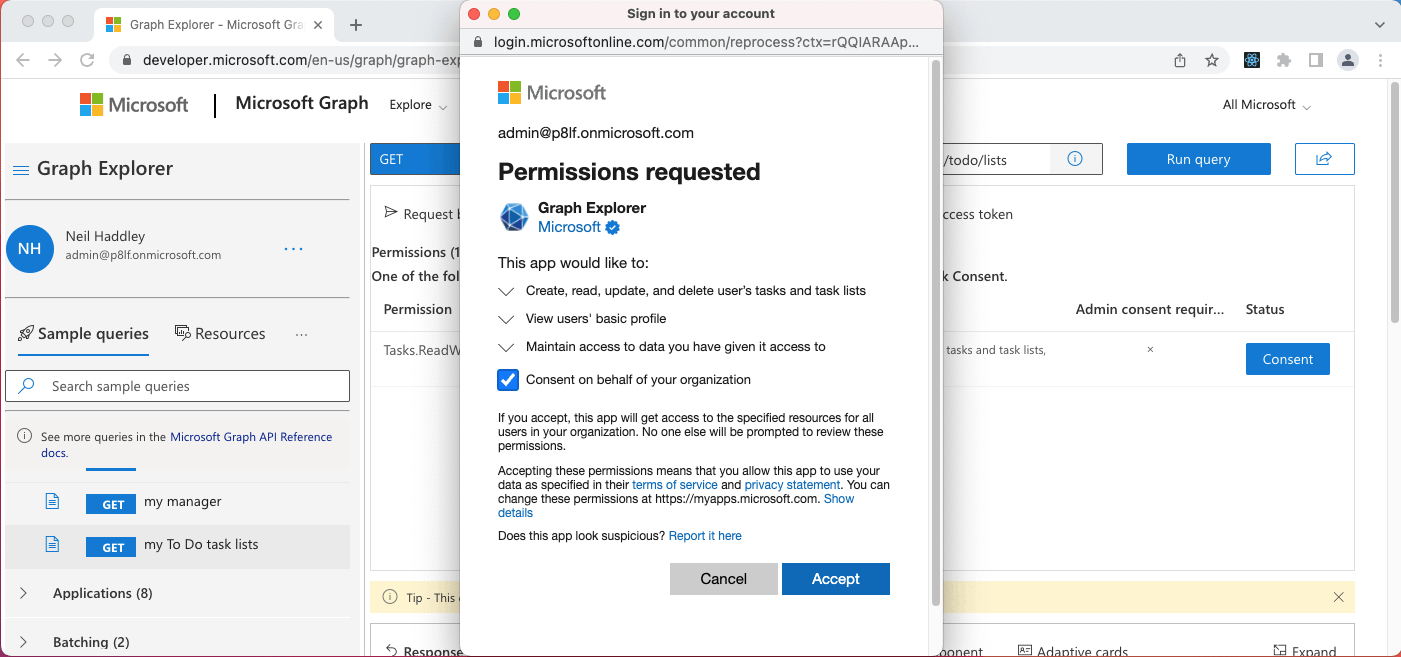 Graph Explorer - Microsoft Gra
Sign in to your account
developer.microsoft.com/en-us/graph/graph-exp
login.microsoftonline.com/common/reprocess?ctx=rQQIARAAp...
Microsoft
Microsoft Graph
Explore
All Microsoft
Graph Explorer
NH
Neil Haddley
admin@p8lf.onmicrosoft.com
...
Sample queries
Resources
...
Search sample queries
See more queries in the Microsoft Graph API Reference
docs.
GET
my manager
GET
my To Do task lists
Applications (8)
Batching (2)
GET
/todo/lists
Run query
Request b
ccess token
Permissions (1
One of the fol
k Consent.
Permission
Admin consent requir...
Status
Tasks.ReadW
tasks and task lists,
Consent
Tip - This
Response
ponent
Adaptive cards
Expand
Microsoft
admin@p8lf.onmicrosoft.com
Permissions requested
Graph Explorer
Microsoft
This app would like to:
Create, read, update, and delete user's tasks and task lists
View users' basic profile
Maintain access to data you have given it access to
Consent on behalf of your organization
If you accept, this app will get access to the specified resources for all
users in your organization. No one else will be prompted to review these
permissions.
Accepting these permissions means that you allow this app to use your
data as specified in their terms of service and privacy statement. You can
change these permissions at https://myapps.microsoft.com. Show
details
Does this app look suspicious? Report it here
Cancel
Accept